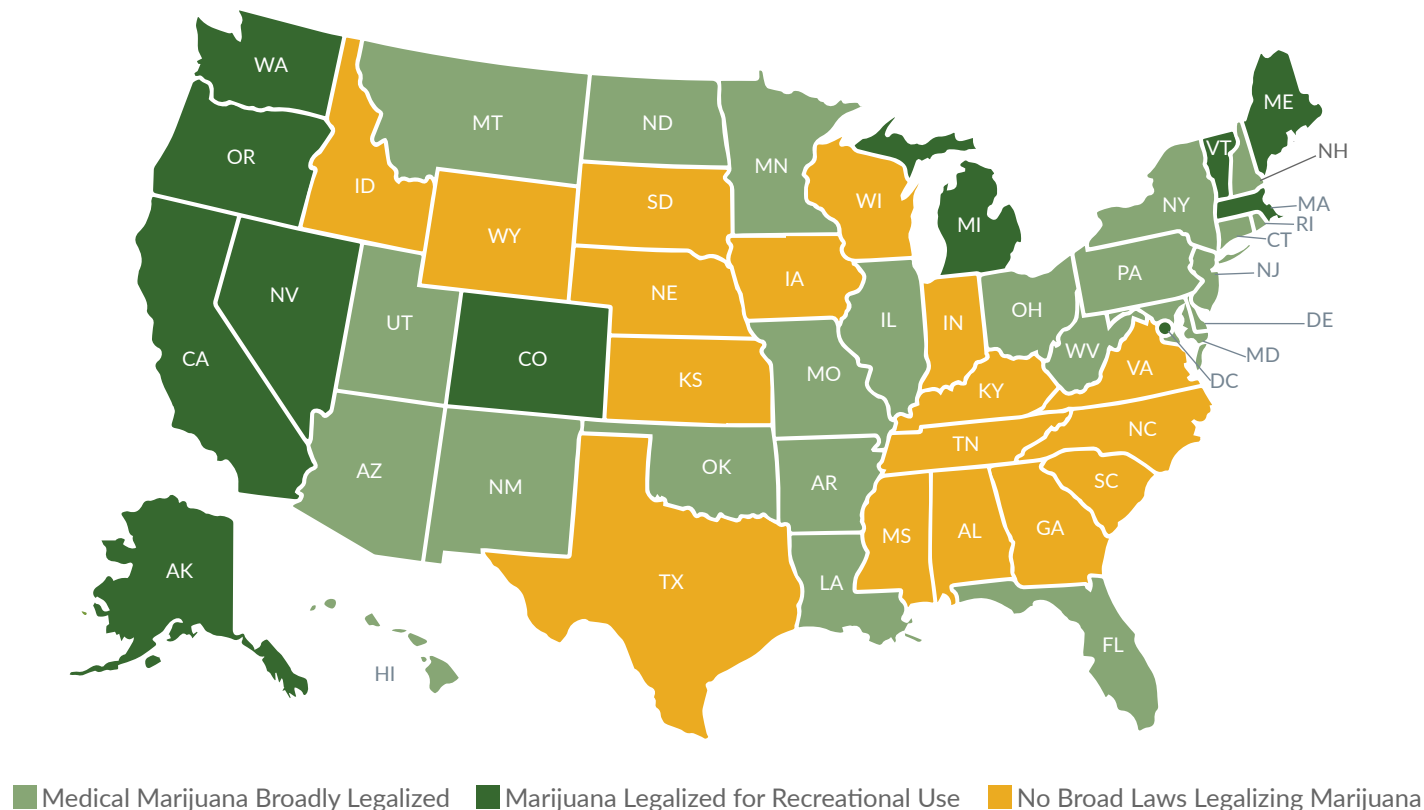 WA
ME
MT
ND
VT
OR
MN
NH
ID
SD
WI
NY
MA
MI
RI
WY
CT
PA
NJ
IA
NV
NE
OH
UT
IL
IN
DE
WV
CA
CO
MD
MO
VA
KS
DC
KY
NC
TN
AZ
OK
NM
AR
SC
MS
AL
GA
AK
TX
LA
FL
HI
Medical Marijuana Broadly Legalized Marijuana Legalized for Recreational Use No Broad Laws Legalizing Marijuana